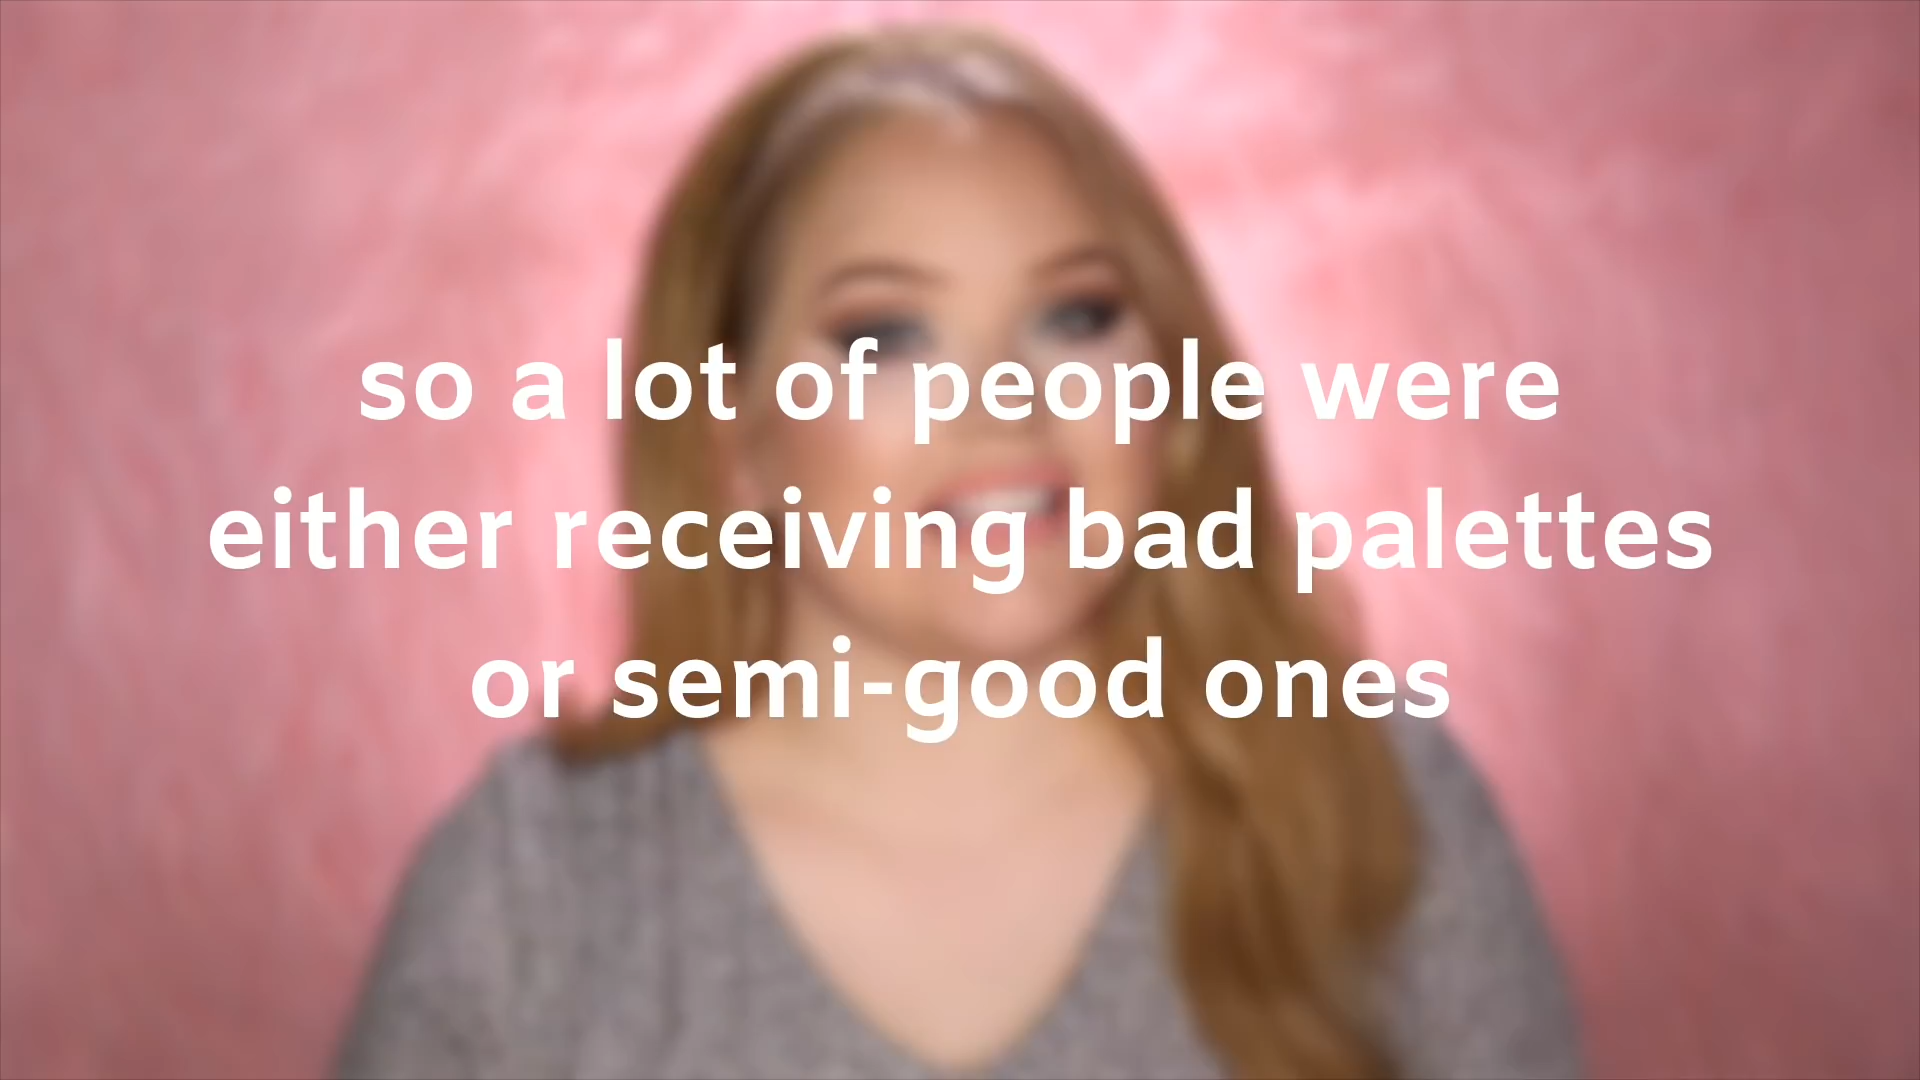 so a lot of people were
either receiving bad palettes
or semi-good ones